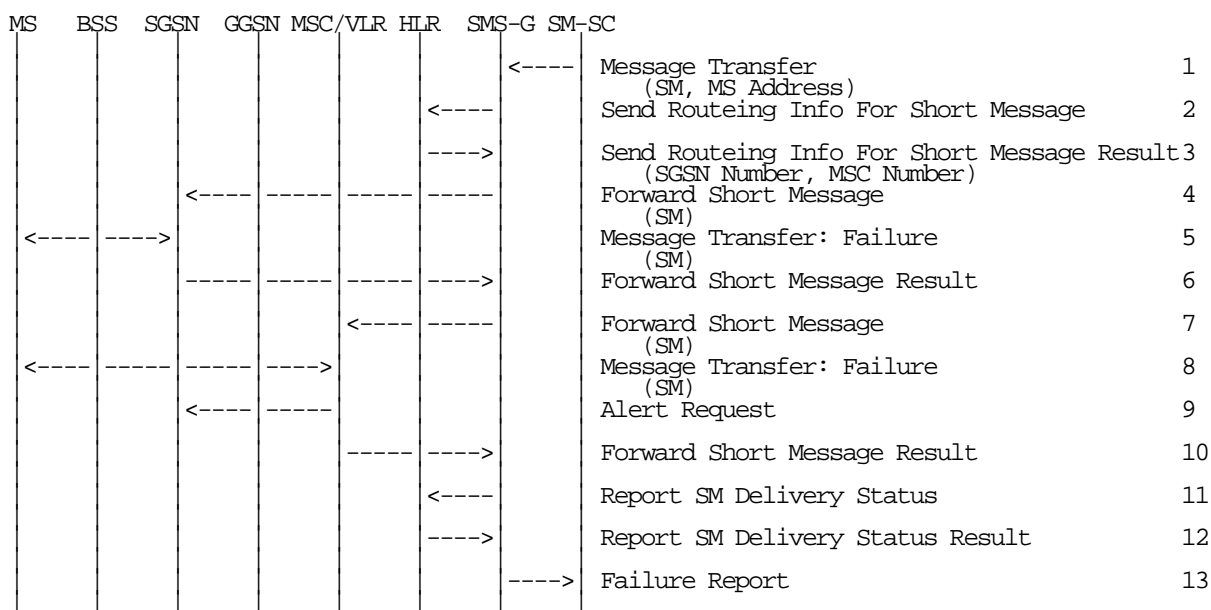 MS BSS SGSN GGSN MSC/VLR HLR SMS-G SM-SC
Message Transfer 1
(SM, MS Address)
Send Routeing Info For Short Message 2
Send Routeing Info For Short Message Result3
(SGSN Number, MSC Number)
Forward Short Message 4
(SM)
Message Transfer: Failure 5
(SM)
Forward Short Message Result 6
Forward Short Message 7
(SM)
Message Transfer: Failure 8
(SM)
Alert Request 9
Forward Short Message Result 10
Report SM Delivery Status 11
Report SM Delivery Status Result 12
Failure Report 13